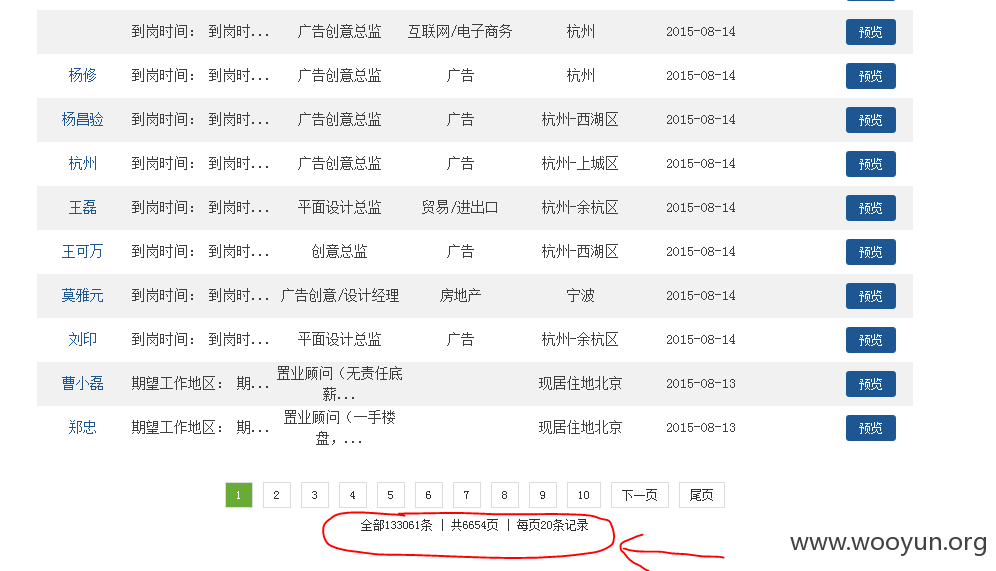 到岗时间： 到岗时... 广告创意总监 互联网/电子商务 杭州 2015-08-14 预览
杨修 到岗时间： 到岗时... 广告创意总监 广告 杭州 2015-08-14 预览
杨昌验 到岗时间： 到岗时... 广告创意总监 广告 杭州-西湖区 2015-08-14 预览
杭州 到岗时间： 到岗时... 广告创意总监 广告 杭州-上城区 2015-08-14 预览
王磊 到岗时间： 到岗时... 平面设计总监 贸易/进出口 杭州-余杭区 2015-08-14 预览
王可万 到岗时间： 到岗时... 创意总监 广告 杭州-西湖区 2015-08-14 预览
莫雅元 到岗时间： 到岗时... 广告创意/设计经理 房地产 宁波 2015-08-14 预览
刘印 到岗时间： 到岗时... 平面设计总监 广告 杭州-余杭区 2015-08-14 预览
曹小磊 期望工作地区： 期... 置业顾问（无责任底 现居住地北京 2015-08-13 预览
薪...
郑忠 期望工作地区： 期... 置业顾问（一手楼 现居住地北京 2015-08-13 预览
盘，...
1 2 3 4 5 6 7 8 9 10 下一页 尾页
全部133061条 | 共6654页 | 每页20条记录
www.wooyun.org